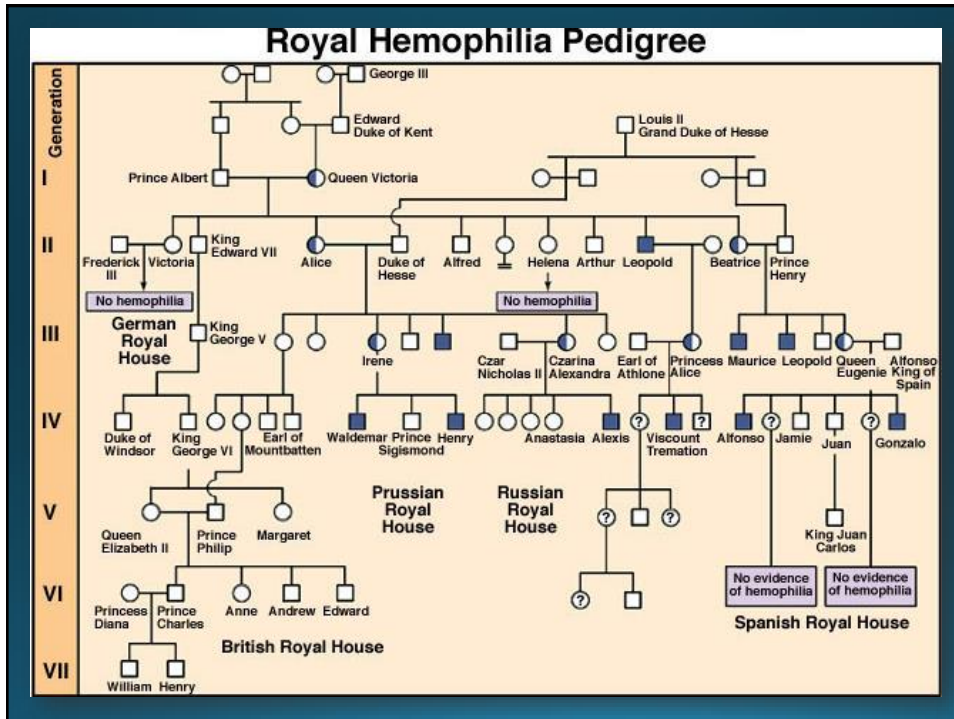 Royal Hemophilia Pedigree
Generation
George III
Edward
Duke of Kent
Louis II
Grand Duke of Hesse
I
Prince Albert
Queen Victoria
II
King
Edward VII
Frederick
III
Victoria
Alice
Duke of
Hesse
Alfred
Helena
Arthur
Leopold
Beatrice
Prince
Henry
No hemophilia
No hemophilia
German
Royal
House
III
King
George V
Irene
Czar
Nicholas II
Czarina
Alexandra
Earl of
Athlone
Princess
Alice
Maurice
Leopold
Queen
Eugenie
Alfonso
King of
Spain
IV
?
?
?
?
Duke of
Windsor
King
George VI
Earl of
Mountbatten
Waldemar
Prince
Sigismond
Henry
Anastasia
Alexis
Viscount
Tremation
Alfonso
Jamie
Juan
Gonzalo
Prussian
Royal
House
Russian
Royal
House
V
?
?
Queen
Elizabeth II
Prince
Philip
Margaret
King Juan
Carlos
VI
?
No evidence
of hemophilia
No evidence
of hemophilia
Princess
Diana
Prince
Charles
Anne
Andrew
Edward
Spanish Royal House
British Royal House
VII
William
Henry